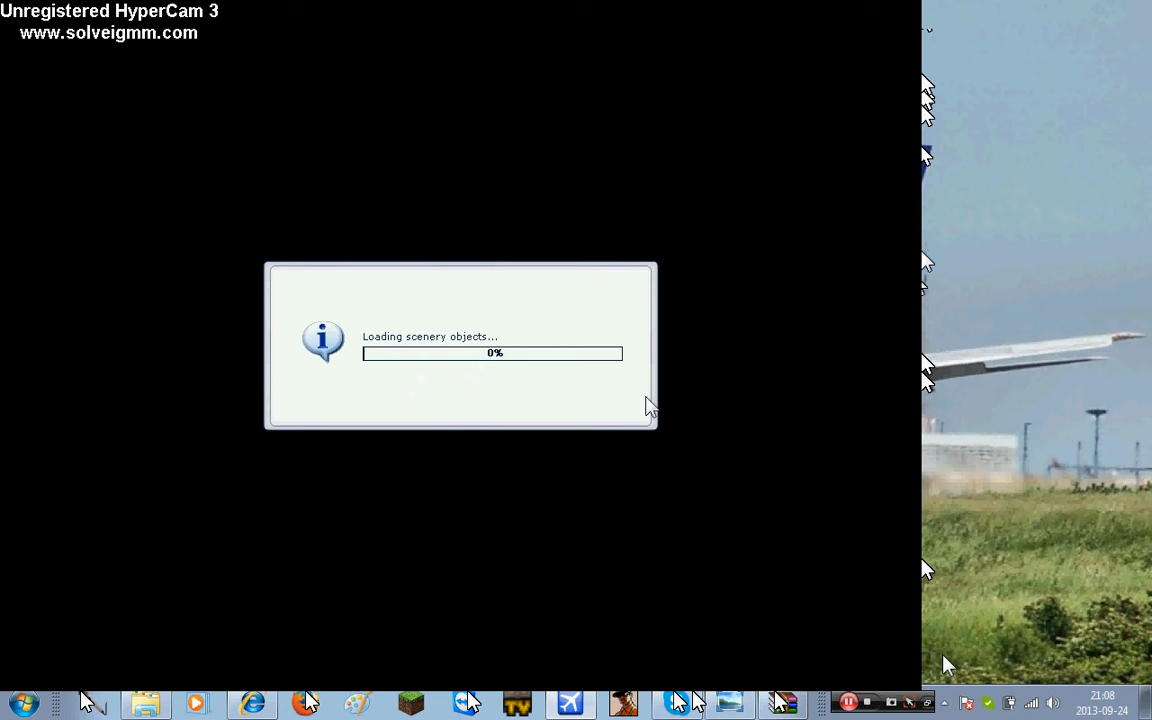 Unregistered HyperCam 3
www.solveigmm.com
Loading scenery objects...
0%
21:08
2013-09-24